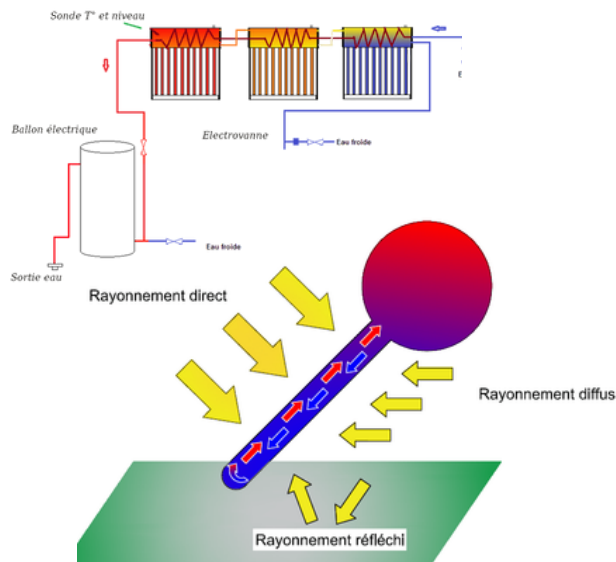 Sonde T° et niveau
Ballon électrique
Electrovanne
Eau froide
Eau froide
Sortie eau
Rayonnement direct
Rayonnement diffus
Rayonnement réfléchi